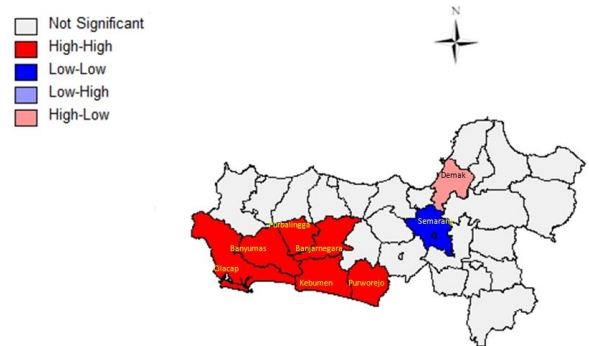 Not Significant
High-High
Low-Low
Low-High
High-Low
N
Demak
Semarang
Purbalingga
Banyumas
Banjarnegara
Cilacap
Kebumen
Purworejo